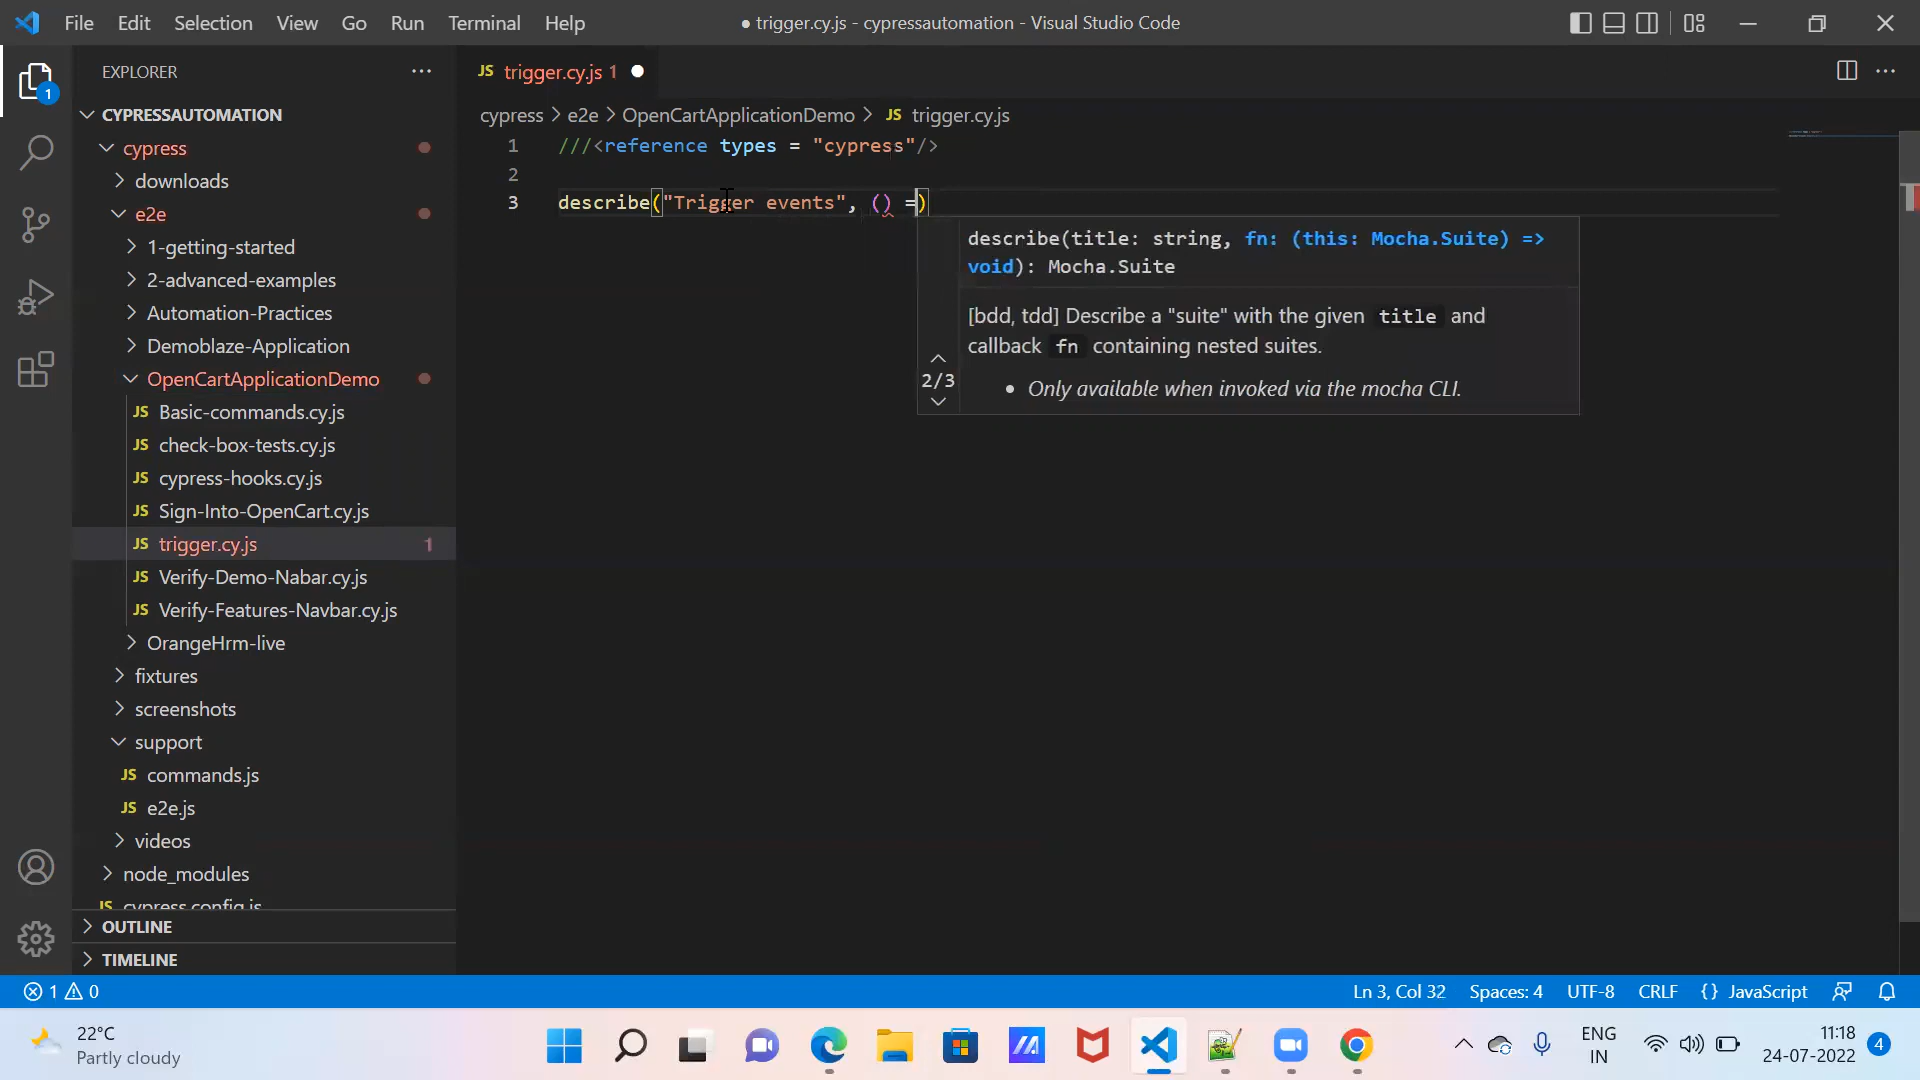 File Edit Selection View Go Run Terminal Help
● trigger.cy.js - cypressautomation - Visual Studio Code
EXPLORER
JS trigger.cy.js 1
CYPRESSAUTOMATION
cypress > e2e > OpenCartApplicationDemo > JS trigger.cy.js
1 ///<reference types = "cypress"/>
2
3 describe("Trigger events", () =)
describe(title: string, fn: (this: Mocha.Suite) =>
void): Mocha.Suite
[bdd, tdd] Describe a "suite" with the given title and
callback fn containing nested suites.
2/3
• Only available when invoked via the mocha CLI.
1
cypress
downloads
e2e
1-getting-started
2-advanced-examples
Automation-Practices
Demoblaze-Application
OpenCartApplicationDemo
JS Basic-commands.cy.js
JS check-box-tests.cy.js
JS cypress-hooks.cy.js
JS Sign-Into-OpenCart.cy.js
JS trigger.cy.js 1
JS Verify-Demo-Nabar.cy.js
JS Verify-Features-Navbar.cy.js
OrangeHrm-live
fixtures
screenshots
support
JS commands.js
JS e2e.js
videos
node_modules
JS cypress.config.js
OUTLINE
TIMELINE
1 0
Ln 3, Col 32 Spaces: 4 UTF-8 CRLF {} JavaScript
22°C
Partly cloudy
ENG
IN
11:18
24-07-2022
4